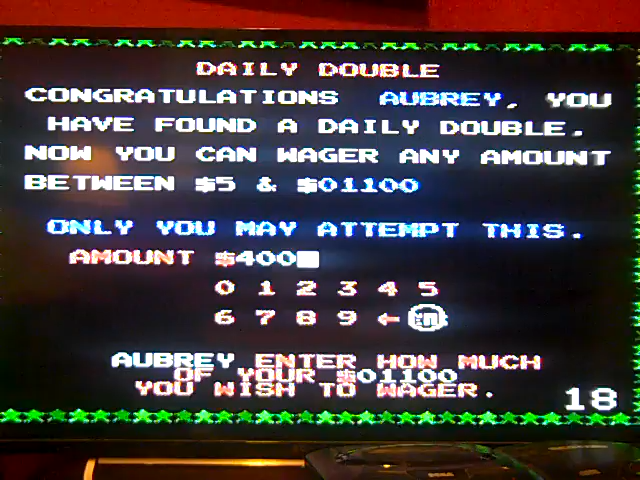 DAILY DOUBLE
CONGRATULATIONS AUBREY, YOU
HAVE FOUND A DAILY DOUBLE.
NOW YOU CAN WAGER ANY AMOUNT
BETWEEN $5 & $01100
ONLY YOU MAY ATTEMPT THIS.
AMOUNT $400
0 1 2 3 4 5
6 7 8 9 ←
AUBREY ENTER HOW MUCH
OF YOUR $01100
YOU WISH TO WAGER.
18
SEGA